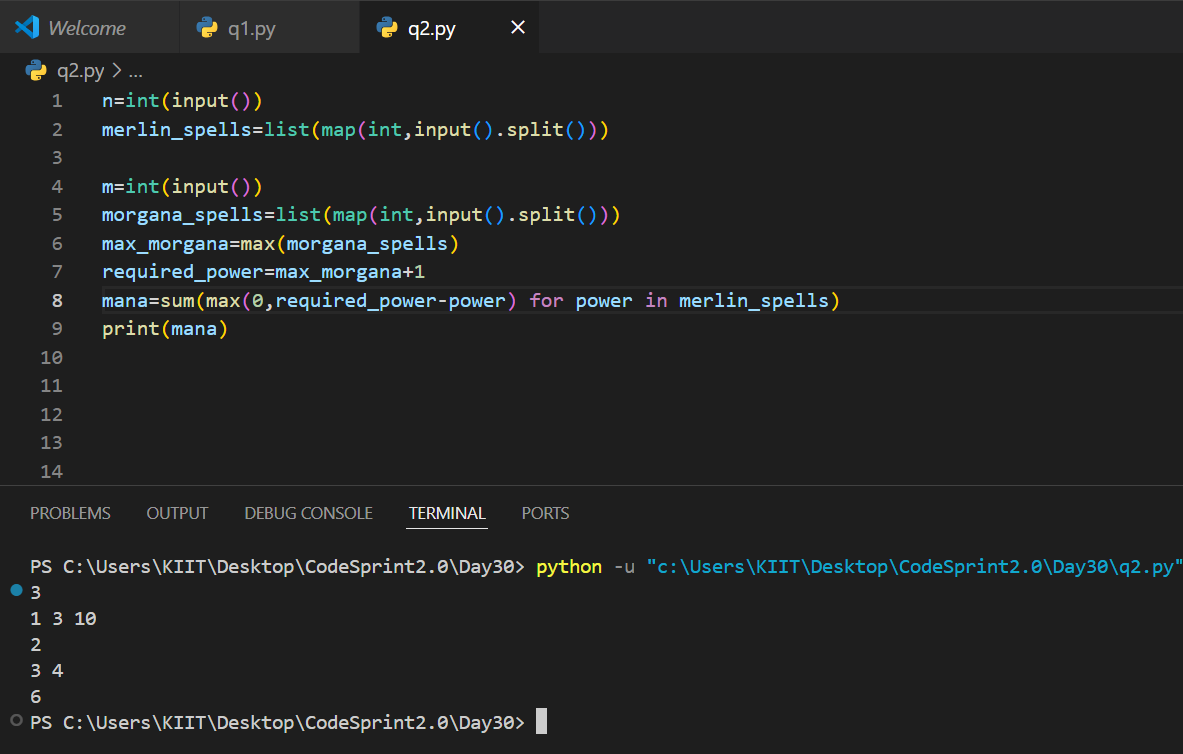 Welcome q1.py q2.py
q2.py > ...
1 n=int(input())
2 merlin_spells=list(map(int,input().split()))
3
4 m=int(input())
5 morgana_spells=list(map(int,input().split()))
6 max_morgana=max(morgana_spells)
7 required_power=max_morgana+1
8 mana=sum(max(0,required_power-power) for power in merlin_spells)
9 print(mana)
10
11
12
13
14
PROBLEMS OUTPUT DEBUG CONSOLE TERMINAL PORTS
PS C:\Users\KIIT\Desktop\CodeSprint2.0\Day30> python -u "c:\Users\KIIT\Desktop\CodeSprint2.0\Day30\q2.py"
3
1 3 10
2
3 4
6
PS C:\Users\KIIT\Desktop\CodeSprint2.0\Day30>